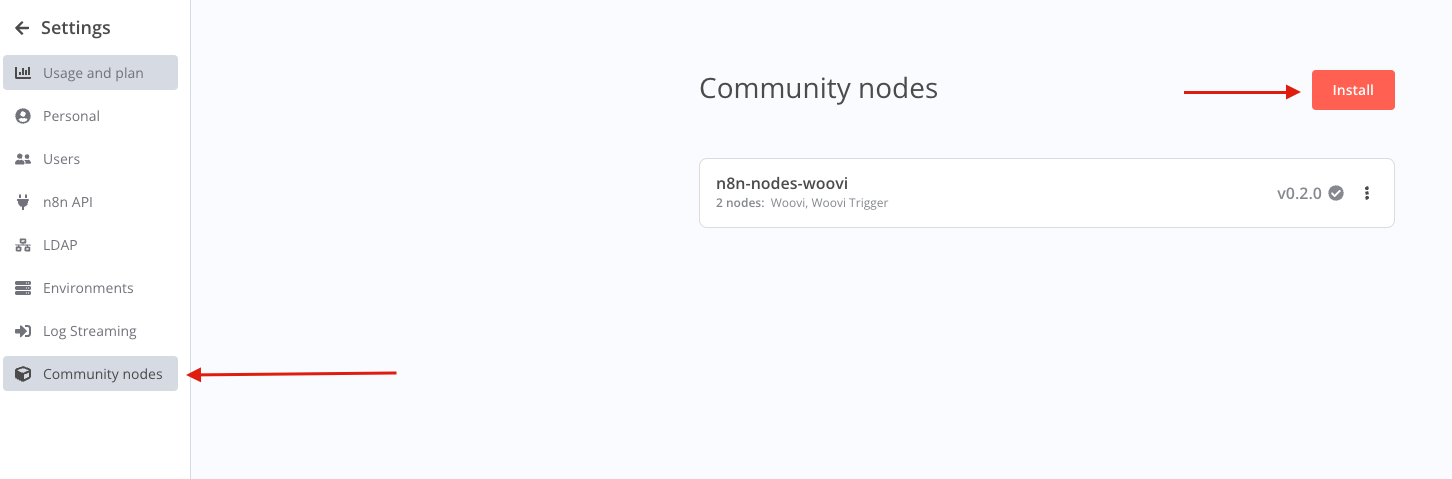 Settings
Usage and plan
Personal
Users
n8n API
LDAP
Environments
Log Streaming
Community nodes
Community nodes
Install
n8n-nodes-woovi
2 nodes: Woovi, Woovi Trigger
v0.2.0